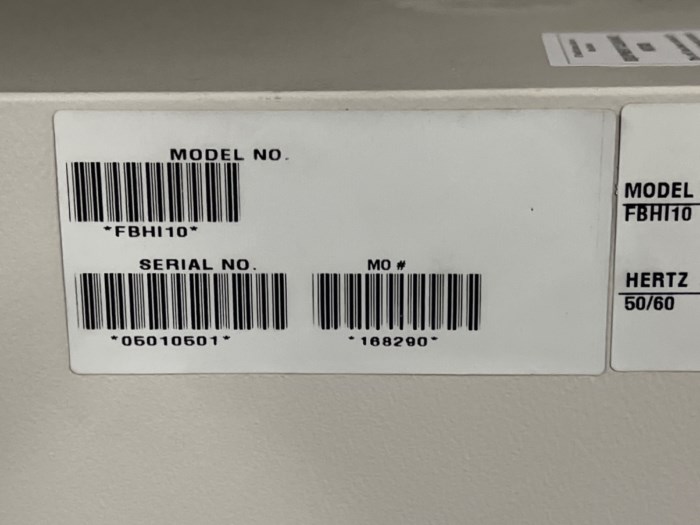 MODEL NO.
*FBHI10*
SERIAL NO.
*05010501*
MO #
*168290*
MODEL
FBHI10
HERTZ
50/60